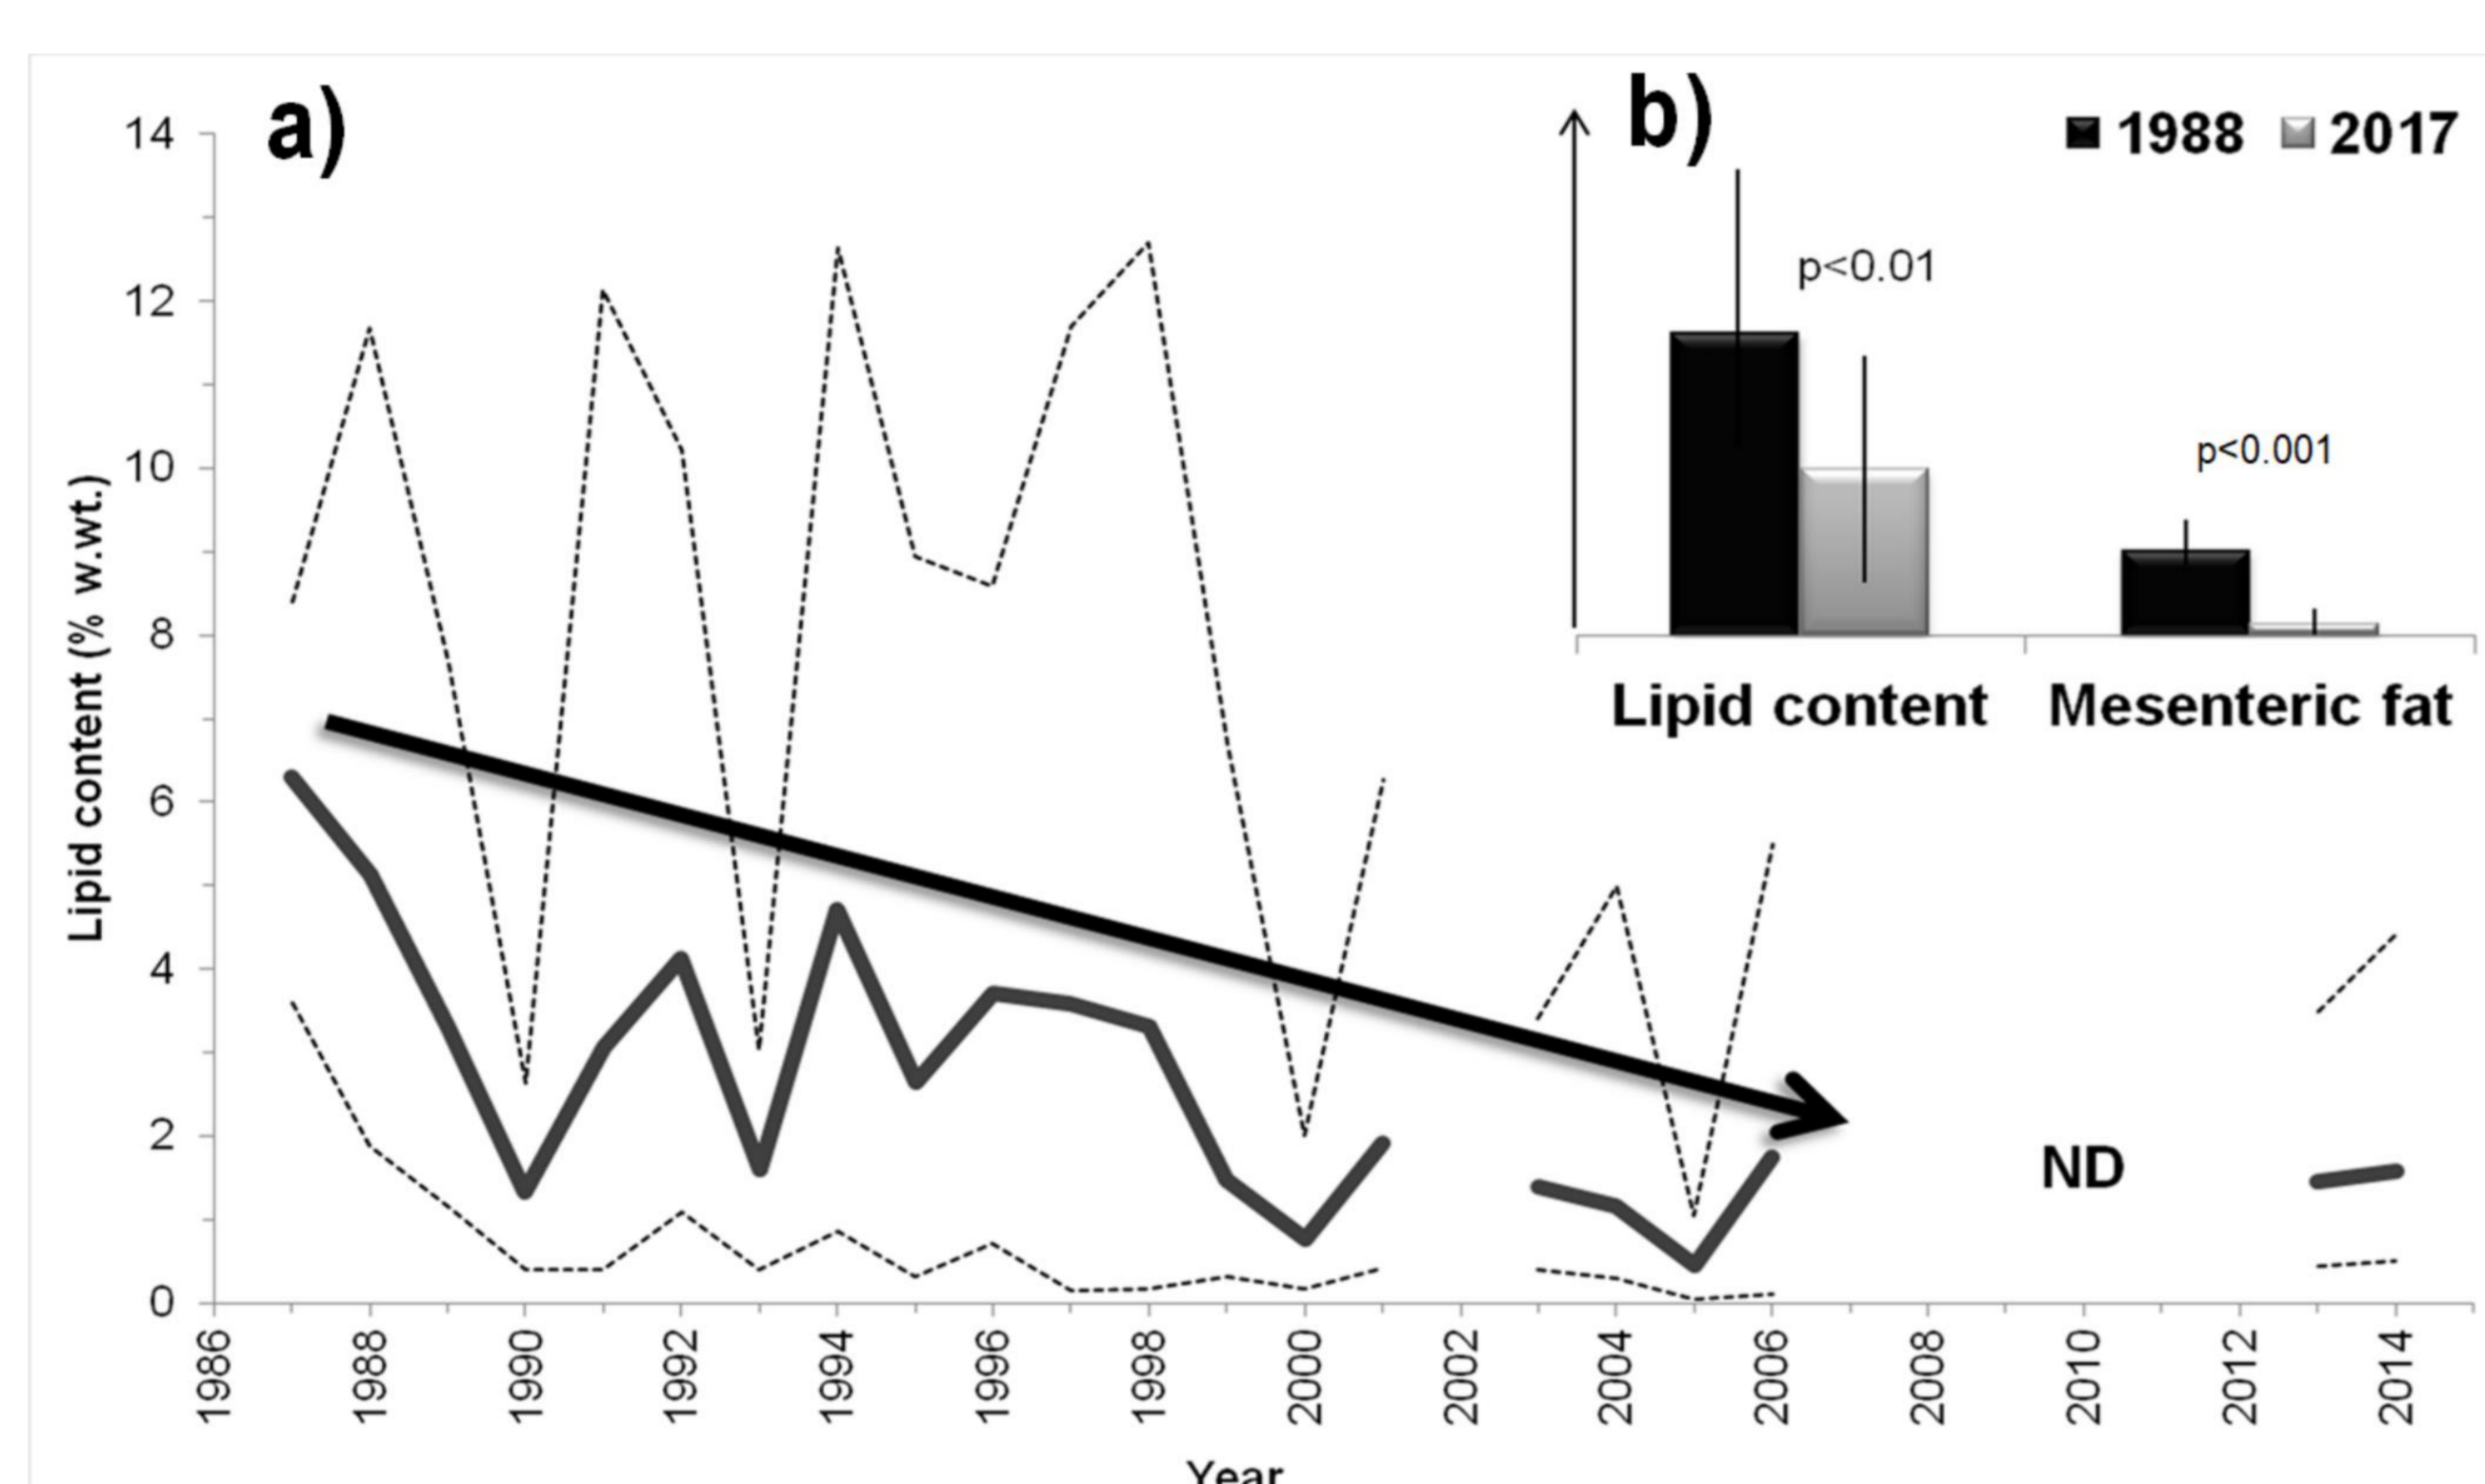 a)
b)
1988 2017
14
12
10
8
6
4
2
0
Lipid content (% w.wt.)
p<0.01
p<0.001
Lipid content Mesenteric fat
ND
1986 1988 1990 1992 1994 1996 1998 2000 2002 2004 2006 2008 2010 2012 2014
Year